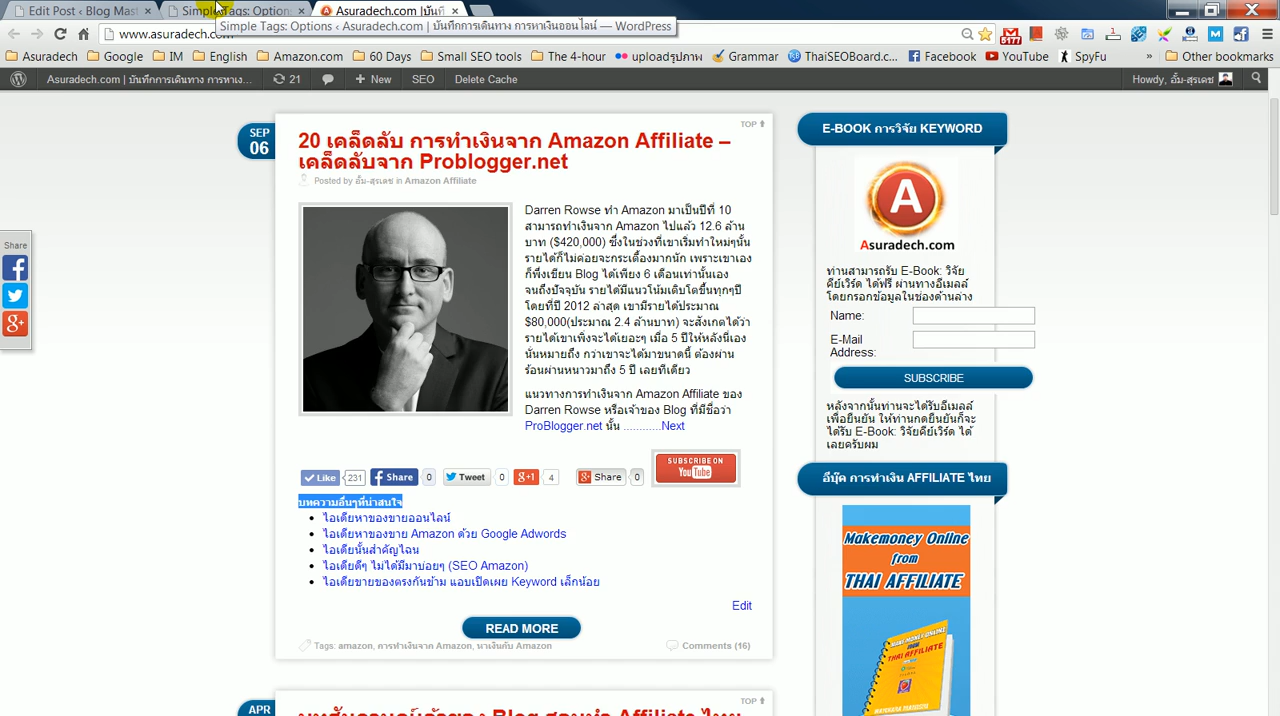 Edit Post ‹ Blog Mast
Simple Tags: Option
Asuradech.com |บันทึ
Simple Tags: Options ‹ Asuradech.com | บันทึกการเดินทาง การหาเงินออนไลน์ — WordPress
www.asuradech.com
5177
Asuradech
Google
IM
English
Amazon.com
60 Days
Small SEO tools
The 4-hour
uploadรูปภาพ
Grammar
ThaiSEOBoard.c...
Facebook
YouTube
SpyFu
»
Other bookmarks
Asuradech.com | บันทึกการเดินทาง การหาเง...
21
+ New
SEO
Delete Cache
Howdy, อั้ม-สุรเดช
SEP
06
TOP
20 เคล็ดลับ การทำเงินจาก Amazon Affiliate –
เคล็ดลับจาก Problogger.net
Posted by อั้ม-สุรเดช in Amazon Affiliate
Darren Rowse ทำ Amazon มาเป็นปีที่ 10
สามารถทำเงินจาก Amazon ไปแล้ว 12.6 ล้าน
บาท ($420,000) ซึ่งในช่วงที่เขาเริ่มทำใหม่ๆนั้น
รายได้ก็ไม่ค่อยจะกระเตื้องมากนัก เพราะเขาเอง
ก็พึ่งเขียน Blog ได้เพียง 6 เดือนเท่านั้นเอง
จนถึงปัจจุบัน รายได้มีแนวโน้มเติบโตขึ้นทุกๆปี
โดยที่ปี 2012 ล่าสุด เขามีรายได้ประมาณ
$80,000(ประมาณ 2.4 ล้านบาท) จะสังเกตได้ว่า
รายได้เขาเพิ่งจะได้เยอะๆ เมื่อ 5 ปีให้หลังนี่เอง
นั่นหมายถึง กว่าเขาจะได้มาขนาดนี้ ต้องผ่าน
ร้อนผ่านหนาวมาถึง 5 ปี เลยทีเดียว
แนวทางการทำเงินจาก Amazon Affiliate ของ
Darren Rowse หรือเจ้าของ Blog ที่มีชื่อว่า
ProBlogger.net นั้น ............Next
Share
Like 231
Share 0
Tweet 0
+1 4
Share 0
SUBSCRIBE ON
YouTube
บทความอื่นๆที่น่าสนใจ
ไอเดียหาของขายออนไลน์
ไอเดียหาของขาย Amazon ด้วย Google Adwords
ไอเดียนั้นสำคัญไฉน
ไอเดียดีๆ ไม่ได้มีมาบ่อยๆ (SEO Amazon)
ไอเดียขายของตรงกันข้าม แอบเปิดเผย Keyword เล็กน้อย
Edit
READ MORE
Tags: amazon, การทำเงินจาก Amazon, หาเงินกับ Amazon
Comments (16)
APR
TOP
บทสัมภาษณ์เจ้าของ Blog สอนทำ Affiliate ไทย
E-BOOK การวิจัย KEYWORD
A
Asuradech.com
ท่านสามารถรับ E-Book: วิจัย
คีย์เวิร์ด ได้ฟรี ผ่านทางอีเมลล์
โดยกรอกข้อมูลในช่องด้านล่าง
Name:
E-Mail
Address:
SUBSCRIBE
หลังจากนั้นท่านจะได้รับอีเมลล์
เพื่อยืนยัน ให้ท่านกดยืนยันก็จะ
ได้รับ E-Book: วิจัยคีย์เวิร์ด ได้
เลยครับผม
อีบุ๊ค การทำเงิน AFFILIATE ไทย
Makemoney Online
from
THAI AFFILIATE